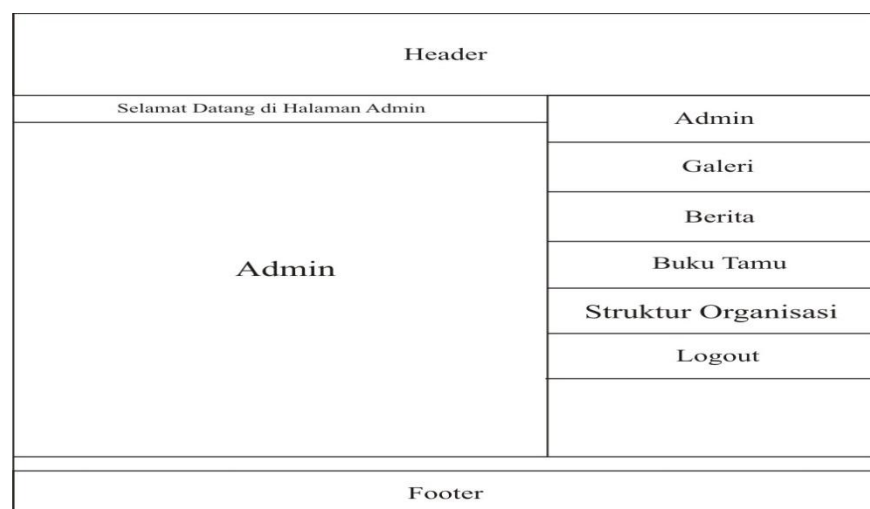 Header
Selamat Datang di Halaman Admin
Admin
Admin
Galeri
Berita
Buku Tamu
Struktur Organisasi
Logout
Footer